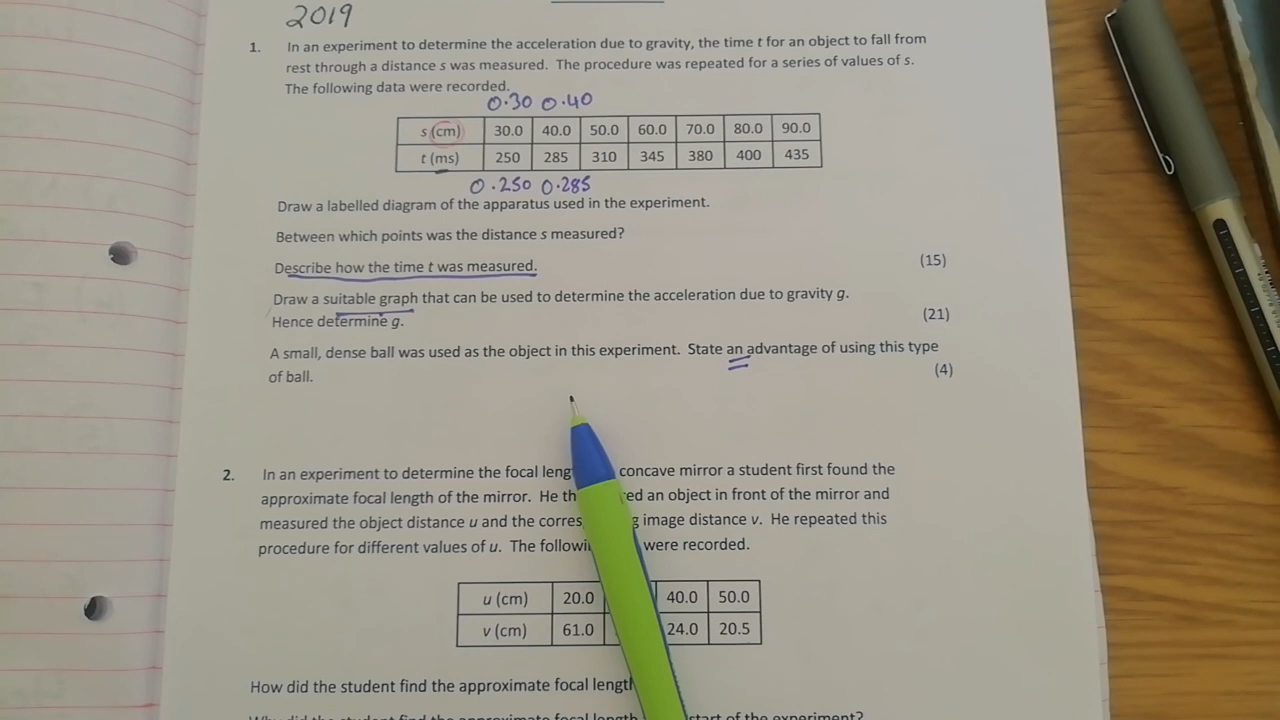 2019
1. In an experiment to determine the acceleration due to gravity, the time t for an object to fall from
rest through a distance s was measured. The procedure was repeated for a series of values of s.
The following data were recorded.
0.30 0.40
s (cm) 30.0 40.0 50.0 60.0 70.0 80.0 90.0
t (ms) 250 285 310 345 380 400 435
0.250 0.285
Draw a labelled diagram of the apparatus used in the experiment.
Between which points was the distance s measured?
Describe how the time t was measured. (15)
Draw a suitable graph that can be used to determine the acceleration due to gravity g.
Hence determine g. (21)
A small, dense ball was used as the object in this experiment. State an advantage of using this type
of ball. (4)
2. In an experiment to determine the focal concave mirror a student first found the
approximate focal length of the mirror. He an object in front of the mirror and
measured the object distance u and the image distance v. He repeated this
procedure for different values of u. The were recorded.
u (cm) 20.0 40.0 50.0
v (cm) 61.0 24.0 20.5
How did the student find the approximate focal length
approximate focal length start of the experiment?